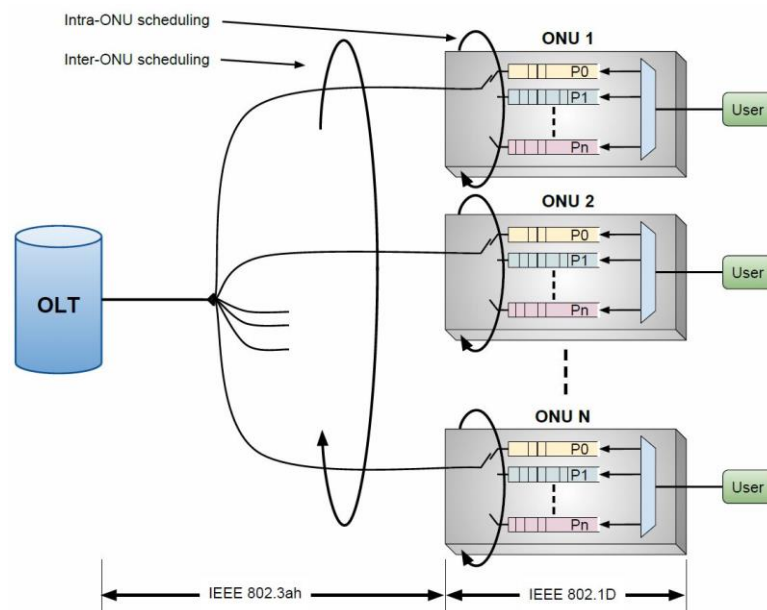 Intra-ONU scheduling
Inter-ONU scheduling
ONU 1
P0
P1
Pn
User
ONU 2
P0
P1
Pn
User
OLT
ONU N
P0
P1
Pn
User
IEEE 802.3ah
IEEE 802.1D